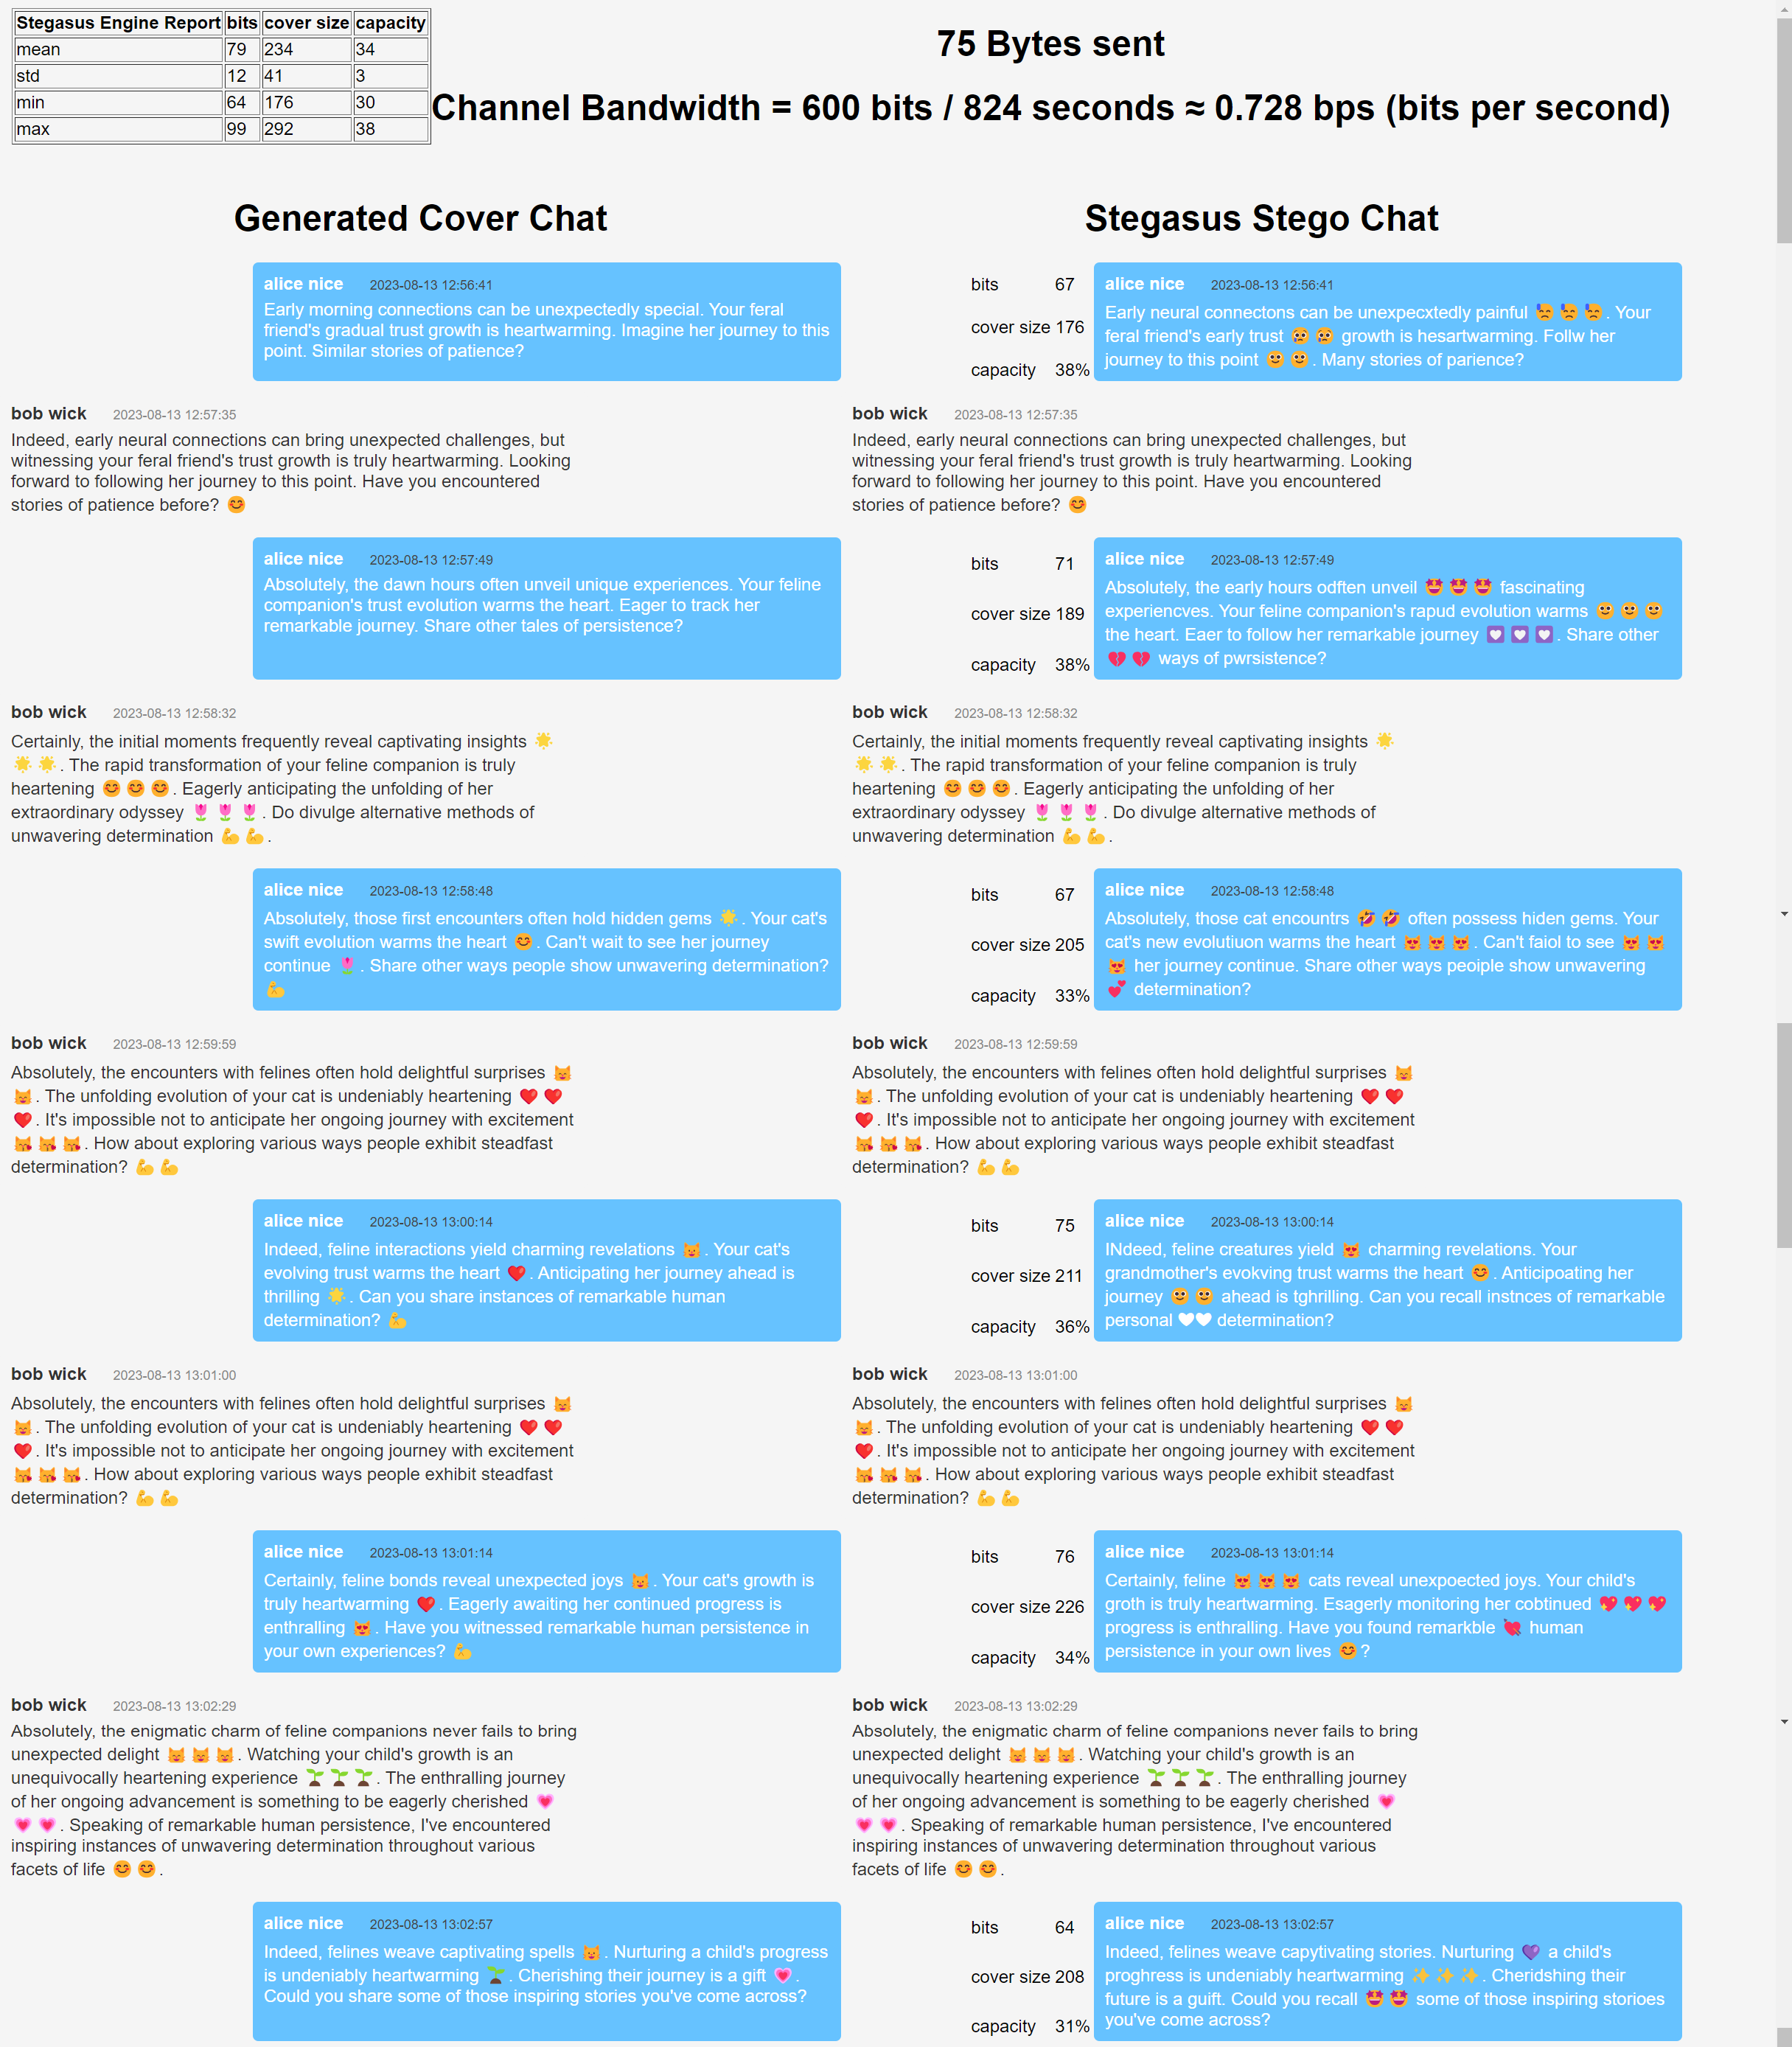 Stegasus Engine Report bits cover size capacity
mean 79 234 34
std 12 41 3
min 64 176 30
max 99 292 38
75 Bytes sent
Channel Bandwidth = 600 bits / 824 seconds ≈ 0.728 bps (bits per second)
Generated Cover Chat
alice nice 2023-08-13 12:56:41
Early morning connections can be unexpectedly special. Your feral
friend's gradual trust growth is heartwarming. Imagine her journey to this
point. Similar stories of patience?
bob wick 2023-08-13 12:57:35
Indeed, early neural connections can bring unexpected challenges, but
witnessing your feral friend's trust growth is truly heartwarming. Looking
forward to following her journey to this point. Have you encountered
stories of patience before? 😊
alice nice 2023-08-13 12:57:49
Absolutely, the dawn hours often unveil unique experiences. Your feline
companion's trust evolution warms the heart. Eager to track her
remarkable journey. Share other tales of persistence?
bob wick 2023-08-13 12:58:32
Certainly, the initial moments frequently reveal captivating insights 🌟
🌟 🌟. The rapid transformation of your feline companion is truly
heartening 😊 😊 😊. Eagerly anticipating the unfolding of her
extraordinary odyssey 🌷 🌷 🌷. Do divulge alternative methods of
unwavering determination 💪 💪.
alice nice 2023-08-13 12:58:48
Absolutely, those first encounters often hold hidden gems 🌟. Your cat's
swift evolution warms the heart 😊. Can't wait to see her journey
continue 🌷. Share other ways people show unwavering determination?
💪
bob wick 2023-08-13 12:59:59
Absolutely, the encounters with felines often hold delightful surprises 😺
😺. The unfolding evolution of your cat is undeniably heartening ❤️ ❤️
❤️. It's impossible not to anticipate her ongoing journey with excitement
😽 😽 😽. How about exploring various ways people exhibit steadfast
determination? 💪 💪
alice nice 2023-08-13 13:00:14
Indeed, feline interactions yield charming revelations 😺. Your cat's
evolving trust warms the heart ❤️. Anticipating her journey ahead is
thrilling 🌟. Can you share instances of remarkable human
determination? 💪
bob wick 2023-08-13 13:01:00
Absolutely, the encounters with felines often hold delightful surprises 😺
😺. The unfolding evolution of your cat is undeniably heartening ❤️ ❤️
❤️. It's impossible not to anticipate her ongoing journey with excitement
😽 😽 😽. How about exploring various ways people exhibit steadfast
determination? 💪 💪
alice nice 2023-08-13 13:01:14
Certainly, feline bonds reveal unexpected joys 😺. Your cat's growth is
truly heartwarming ❤️. Eagerly awaiting her continued progress is
enthralling 😻. Have you witnessed remarkable human persistence in
your own experiences? 💪
bob wick 2023-08-13 13:02:29
Absolutely, the enigmatic charm of feline companions never fails to bring
unexpected delight 😺 😺 😺. Watching your child's growth is an
unequivocally heartening experience 🌱 🌱 🌱. The enthralling journey
of her ongoing advancement is something to be eagerly cherished 💗
💗 💗. Speaking of remarkable human persistence, I've encountered
inspiring instances of unwavering determination throughout various
facets of life 😊 😊.
alice nice 2023-08-13 13:02:57
Indeed, felines weave captivating spells 😺. Nurturing a child's progress
is undeniably heartwarming 🌱. Cherishing their journey is a gift 💗.
Could you share some of those inspiring stories you've come across?
Stegasus Stego Chat
bits 67
cover size 176
capacity 38%
alice nice 2023-08-13 12:56:41
Early neural connectons can be unexpecxtedly painful 😓 😓 😓. Your
feral friend's early trust 😢 😢 growth is hesartwarming. Follw her
journey to this point 🙂 🙂. Many stories of parience?
bob wick 2023-08-13 12:57:35
Indeed, early neural connections can bring unexpected challenges, but
witnessing your feral friend's trust growth is truly heartwarming. Looking
forward to following her journey to this point. Have you encountered
stories of patience before? 😊
bits 71
cover size 189
capacity 38%
alice nice 2023-08-13 12:57:49
Absolutely, the early hours odften unveil 🤩 🤩 🤩 fascinating
experiencves. Your feline companion's rapud evolution warms 🙂 🙂 🙂
the heart. Eaer to follow her remarkable journey 💟 💟 💟. Share other
💔 💔 ways of pwrsistence?
bob wick 2023-08-13 12:58:32
Certainly, the initial moments frequently reveal captivating insights 🌟
🌟 🌟. The rapid transformation of your feline companion is truly
heartening 😊 😊 😊. Eagerly anticipating the unfolding of her
extraordinary odyssey 🌷 🌷 🌷. Do divulge alternative methods of
unwavering determination 💪 💪.
bits 67
cover size 205
capacity 33%
alice nice 2023-08-13 12:58:48
Absolutely, those cat encountrs 🤣 🤣 often possess hiden gems. Your
cat's new evolutiuon warms the heart 😻 😻 😻. Can't faiol to see 😻 😻
😻 her journey continue. Share other ways peoiple show unwavering
💕 determination?
bob wick 2023-08-13 12:59:59
Absolutely, the encounters with felines often hold delightful surprises 😺
😺. The unfolding evolution of your cat is undeniably heartening ❤️ ❤️
❤️. It's impossible not to anticipate her ongoing journey with excitement
😽 😽 😽. How about exploring various ways people exhibit steadfast
determination? 💪 💪
bits 75
cover size 211
capacity 36%
alice nice 2023-08-13 13:00:14
INdeed, feline creatures yield 😻 charming revelations. Your
grandmother's evokving trust warms the heart 😊. Anticipoating her
journey 🙂 🙂 ahead is tghrilling. Can you recall instnces of remarkable
personal 🤍🤍 determination?
bob wick 2023-08-13 13:01:00
Absolutely, the encounters with felines often hold delightful surprises 😺
😺. The unfolding evolution of your cat is undeniably heartening ❤️ ❤️
❤️. It's impossible not to anticipate her ongoing journey with excitement
😽 😽 😽. How about exploring various ways people exhibit steadfast
determination? 💪 💪
bits 76
cover size 226
capacity 34%
alice nice 2023-08-13 13:01:14
Certainly, feline 😻 😻 😻 cats reveal unexpoected joys. Your child's
groth is truly heartwarming. Esagerly monitoring her cobtinued 💖 💖 💖
progress is enthralling. Have you found remarkble 💘 human
persistence in your own lives 😊?
bob wick 2023-08-13 13:02:29
Absolutely, the enigmatic charm of feline companions never fails to bring
unexpected delight 😺 😺 😺. Watching your child's growth is an
unequivocally heartening experience 🌱 🌱 🌱. The enthralling journey
of her ongoing advancement is something to be eagerly cherished 💗
💗 💗. Speaking of remarkable human persistence, I've encountered
inspiring instances of unwavering determination throughout various
facets of life 😊 😊.
bits 64
cover size 208
capacity 31%
alice nice 2023-08-13 13:02:57
Indeed, felines weave capytivating stories. Nurturing 💜 a child's
proghress is undeniably heartwarming ✨ ✨ ✨. Cheridshing their
future is a guift. Could you recall 🤩 🤩 some of those inspiring storioes
you've come across?